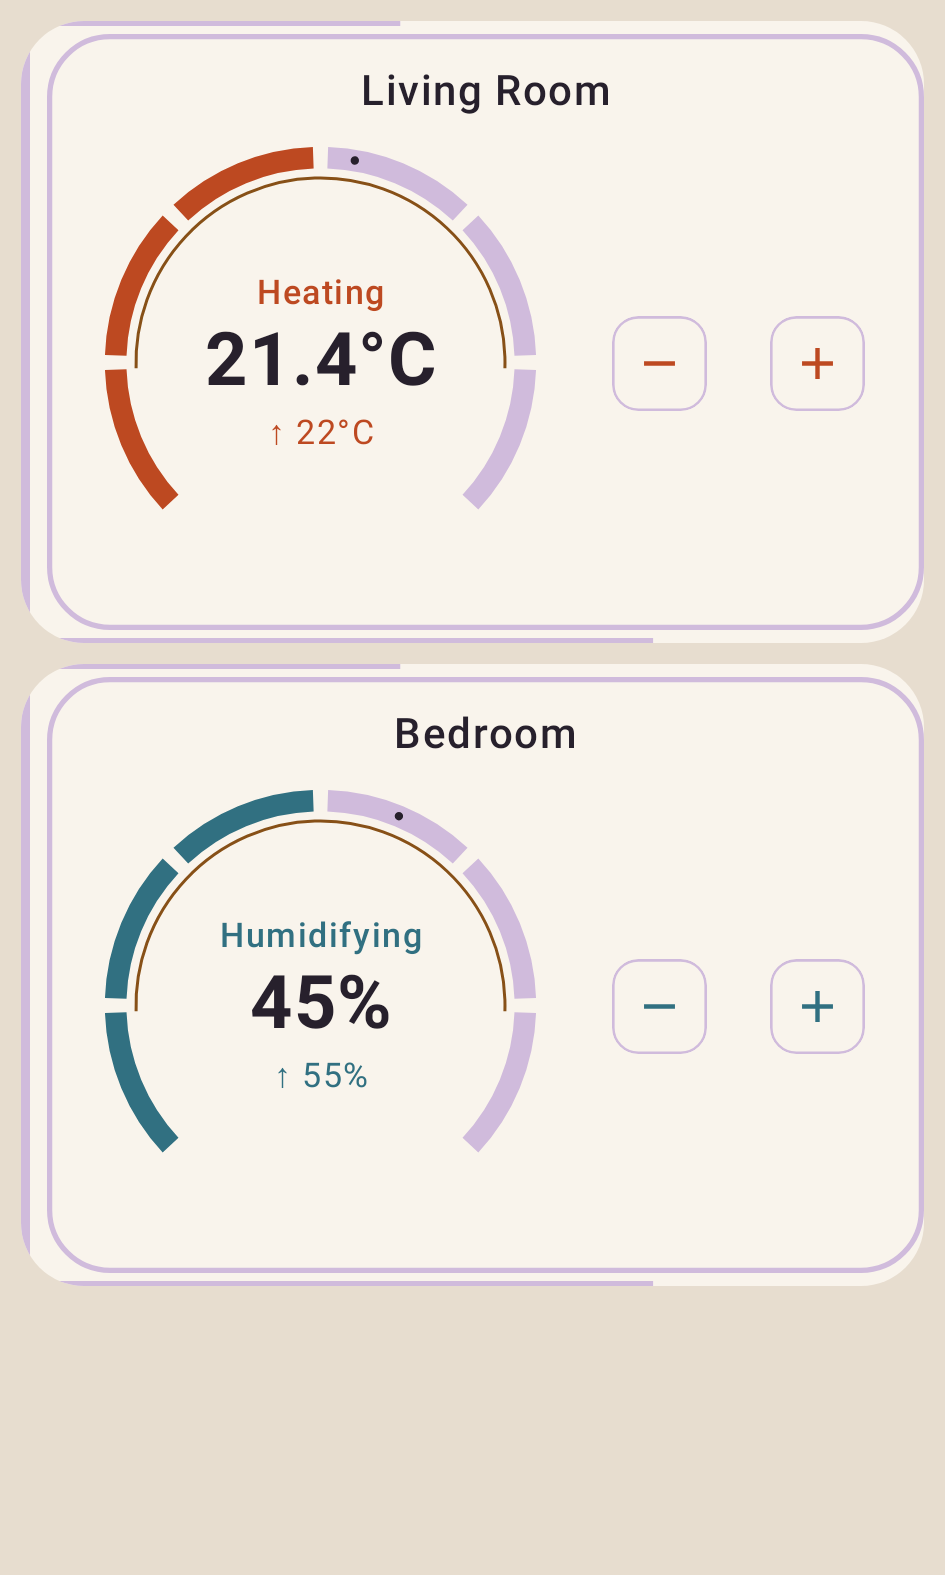 Living Room
Heating
21.4°C
↑ 22°C
− +
Bedroom
Humidifying
45%
↑ 55%
− +